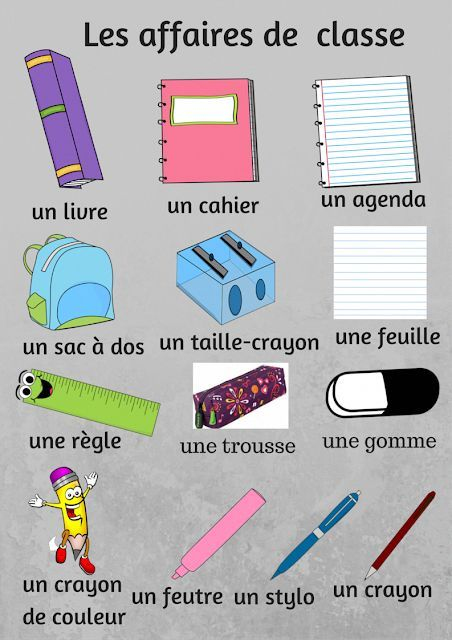 Les affaires de classe
un livre
un cahier
un agenda
un sac à dos
un taille-crayon
une feuille
une règle
une trousse
une gomme
un crayon
de couleur
un feutre
un stylo
un crayon